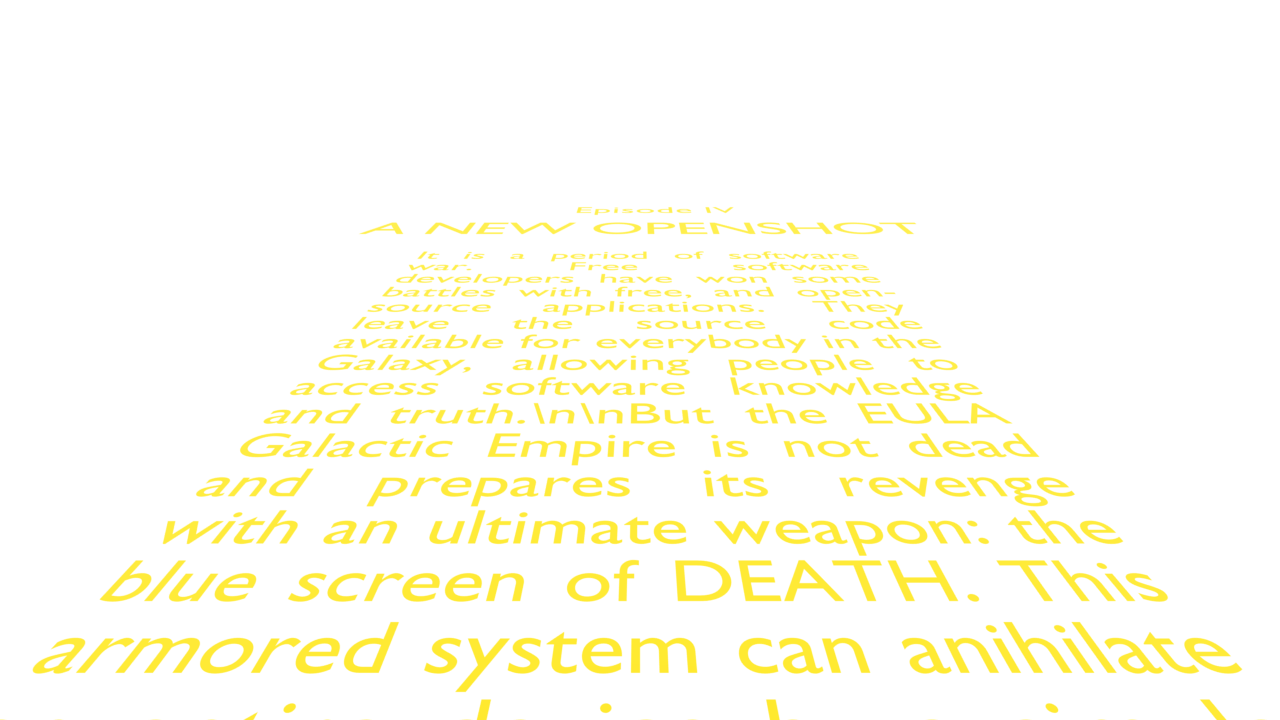 Episode IV
A NEW OPENSHOT
It is a period of software
war. Free software
developers have won some
battles with free, and open-
source applications. They
leave the source code
available for everybody in the
Galaxy, allowing people to
access software knowledge
and truth.\n\nBut the EULA
Galactic Empire is not dead
and prepares its revenge
with an ultimate weapon: the
blue screen of DEATH. This
armored system can anihilate